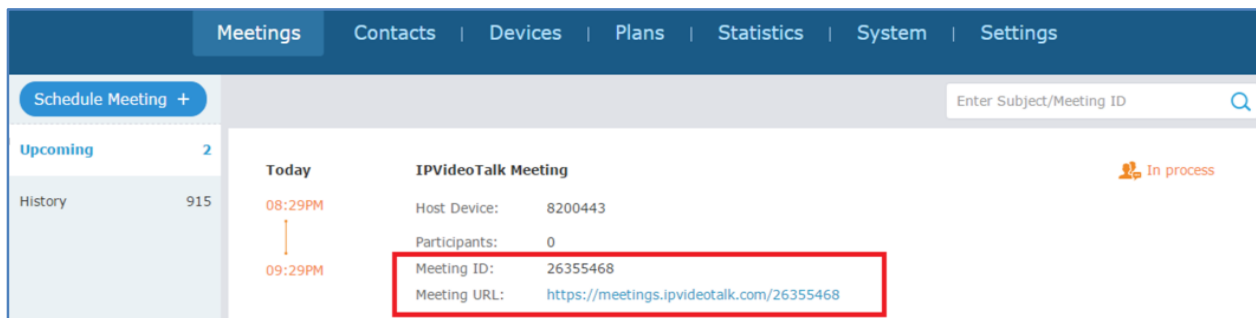 Meetings Contacts | Devices | Plans | Statistics | System | Settings
Schedule Meeting +
Enter Subject/Meeting ID
Upcoming 2
History 915
Today IPVideoTalk Meeting In process
08:29PM Host Device: 8200443
Participants: 0
09:29PM Meeting ID: 26355468
Meeting URL: https://meetings.ipvideotalk.com/26355468